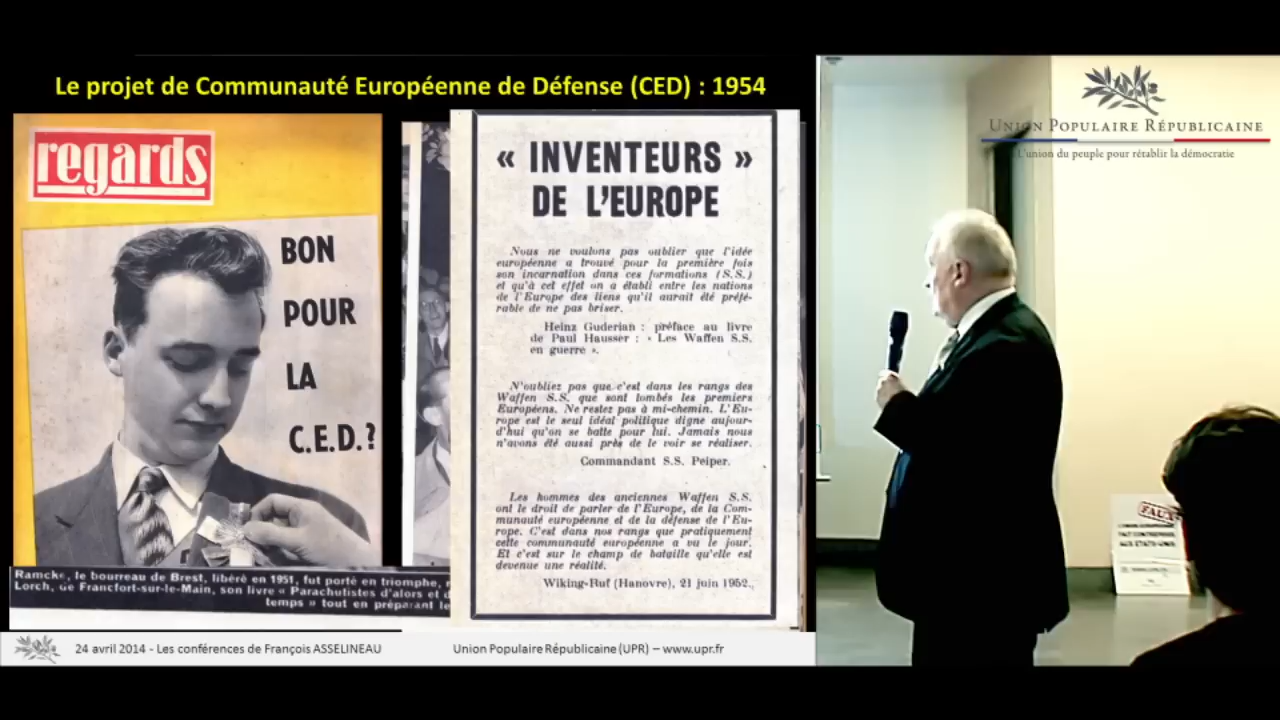 Le projet de Communauté Européenne de Défense (CED) : 1954
regards
BON
POUR
LA
C.E.D.?
Ramcke, le bourreau de Brest, libéré en 1951, fut porté en triomphe,
Lorch, de Francfort-sur-le-Main, son livre « Parachutistes d'alors et d
temps » tout en préparant le
« INVENTEURS »
DE L'EUROPE
Nous ne voulons pas oublier que l'idée
européenne a trouvé pour la première fois
son incarnation dans ces formations (S.S.)
et qu'à cet effet on a établi entre les nations
de l'Europe des liens qu'il aurait été préfé-
rable de ne pas briser.
Heinz Guderian : préface au livre
de Paul Hausser : « Les Waffen S.S.
en guerre ».
N'oubliez pas que c'est dans les rangs des
Waffen S.S. que sont tombés les premiers
Européens. Ne restez pas à mi-chemin. L'Eu-
rope est le seul idéal politique digne aujour-
d'hui qu'on se batte pour lui. Jamais nous
n'avons été aussi près de le voir se réaliser.
Commandant S.S. Peiper.
Les hommes des anciennes Waffen S.S.
ont le droit de parler de l'Europe, de la Com-
munauté européenne et de la défense de l'Eu-
rope. C'est dans nos rangs que pratiquement
cette communauté européenne a vu le jour.
Et c'est sur le champ de bataille qu'elle est
devenue une réalité.
Wiking-Ruf (Hanovre), 21 juin 1952.
24 avril 2014 - Les conférences de François ASSELINEAU
Union Populaire Républicaine (UPR) – www.upr.fr
UNION POPULAIRE RÉPUBLICAINE
L'union du peuple pour rétablir la démocratie
FAUX